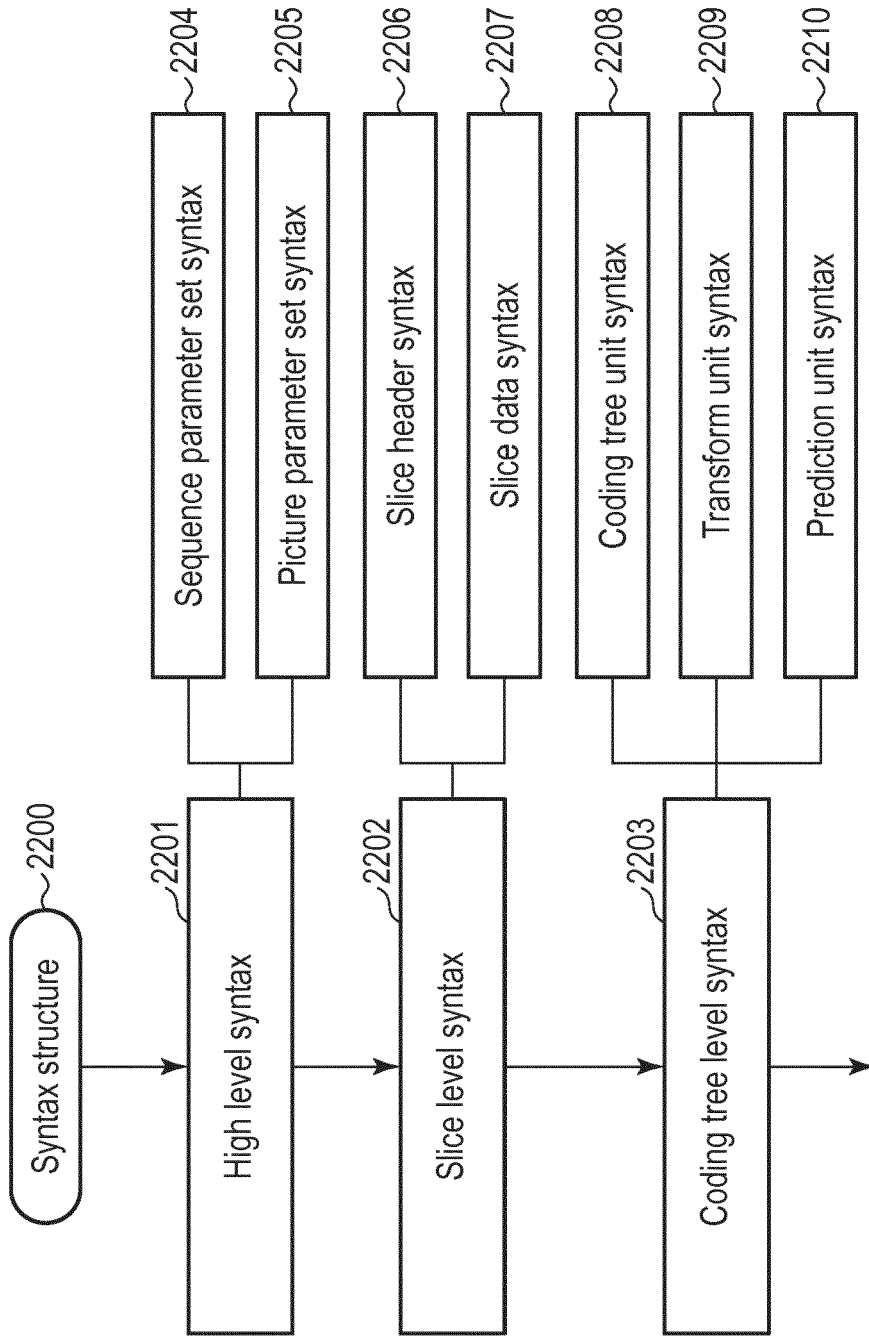 Syntax structure
2200
2201
High level syntax
Sequence parameter set syntax
2204
Picture parameter set syntax
2205
2202
Slice level syntax
Slice header syntax
2206
Slice data syntax
2207
2203
Coding tree level syntax
Coding tree unit syntax
2208
Transform unit syntax
2209
Prediction unit syntax
2210